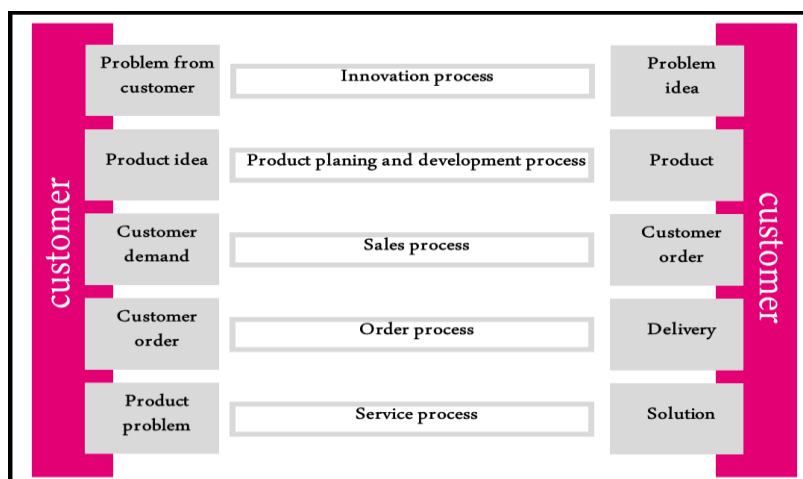 customer
Problem from
customer
Innovation process
Problem
idea
Product idea
Product planing and development process
Product
Customer
demand
Sales process
Customer
order
Customer
order
Order process
Delivery
Product
problem
Service process
Solution
customer